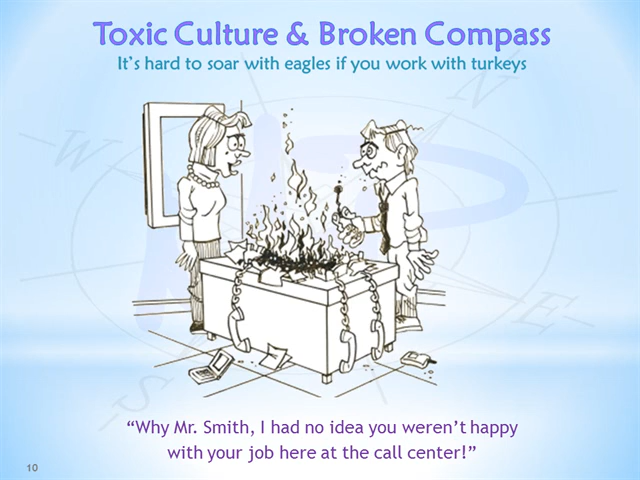 Toxic Culture & Broken Compass
It's hard to soar with eagles if you work with turkeys
N
W
E
S
“Why Mr. Smith, I had no idea you weren't happy
with your job here at the call center!”
10